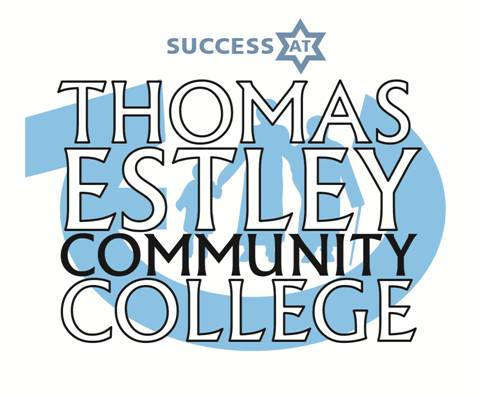 SUCCESS AT
THOMAS
ESTLEY
COMMUNITY
COLLEGE